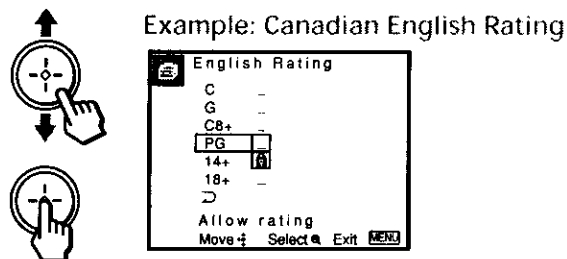 Example: Canadian English Rating
English Rating
C _
G _
C8+ _
PG _
14+
18+ _
Allow rating
Move Select Exit MENU